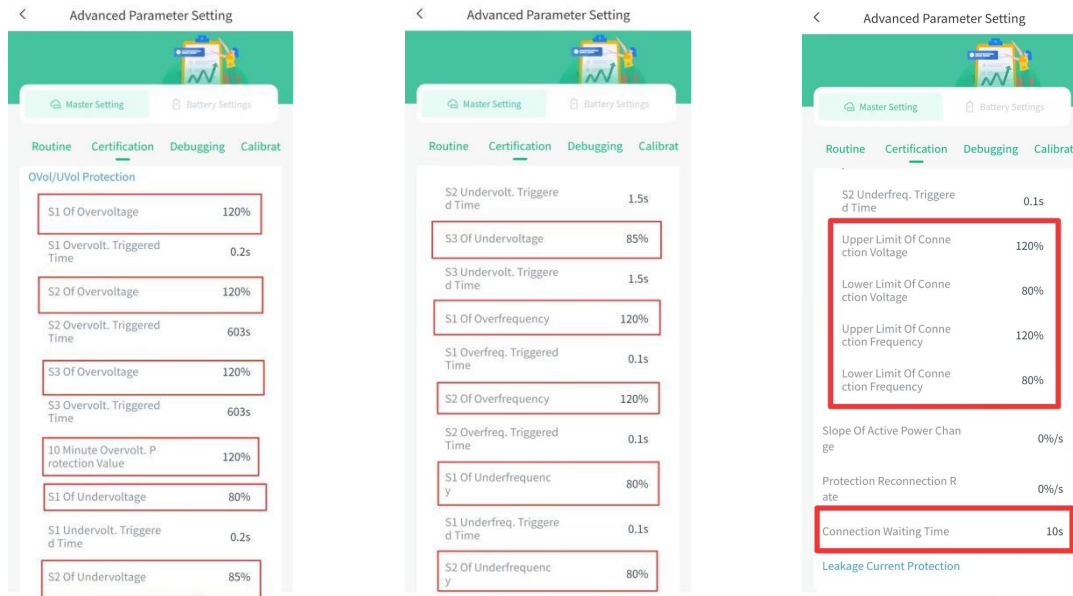 Advanced Parameter Setting
Master Setting
Battery Settings
Routine Certification Debugging Calibrat
OVol/UVol Protection
S1 Of Overvoltage 120%
S1 Overvolt. Triggered
Time 0.2s
S2 Of Overvoltage 120%
S2 Overvolt. Triggered
Time 603s
S3 Of Overvoltage 120%
S3 Overvolt. Triggered
Time 603s
10 Minute Overvolt. P
rotection Value 120%
S1 Of Undervoltage 80%
S1 Undervolt. Triggere
d Time 0.2s
S2 Of Undervoltage 85%
Advanced Parameter Setting
Master Setting
Battery Settings
Routine Certification Debugging Calibrat
S2 Undervolt. Triggere
d Time 1.5s
S3 Of Undervoltage 85%
S3 Undervolt. Triggere
d Time 1.5s
S1 Of Overfrequency 120%
S1 Overfreq. Triggered
Time 0.1s
S2 Of Overfrequency 120%
S2 Overfreq. Triggered
Time 0.1s
S1 Of Underfrequenc
y 80%
S1 Underfreq. Triggere
d Time 0.1s
S2 Of Underfrequenc
y 80%
Advanced Parameter Setting
Master Setting
Battery Settings
Routine Certification Debugging Calibrat
S2 Underfreq. Triggere
d Time 0.1s
Upper Limit Of Conne
ction Voltage 120%
Lower Limit Of Conne
ction Voltage 80%
Upper Limit Of Conne
ction Frequency 120%
Lower Limit Of Conne
ction Frequency 80%
Slope Of Active Power Chan
ge 0%/s
Protection Reconnection R
ate 0%/s
Connection Waiting Time 10s
Leakage Current Protection